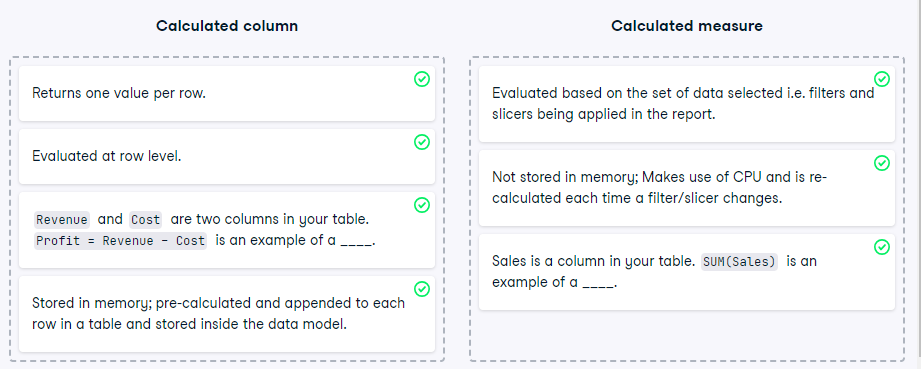 Calculated column
Returns one value per row.
Evaluated at row level.
Revenue and Cost are two columns in your table.
Profit = Revenue - Cost is an example of a ____.
Stored in memory; pre-calculated and appended to each
row in a table and stored inside the data model.
Calculated measure
Evaluated based on the set of data selected i.e. filters and
slicers being applied in the report.
Not stored in memory; Makes use of CPU and is re-
calculated each time a filter/slicer changes.
Sales is a column in your table. SUM(Sales) is an
example of a ____.